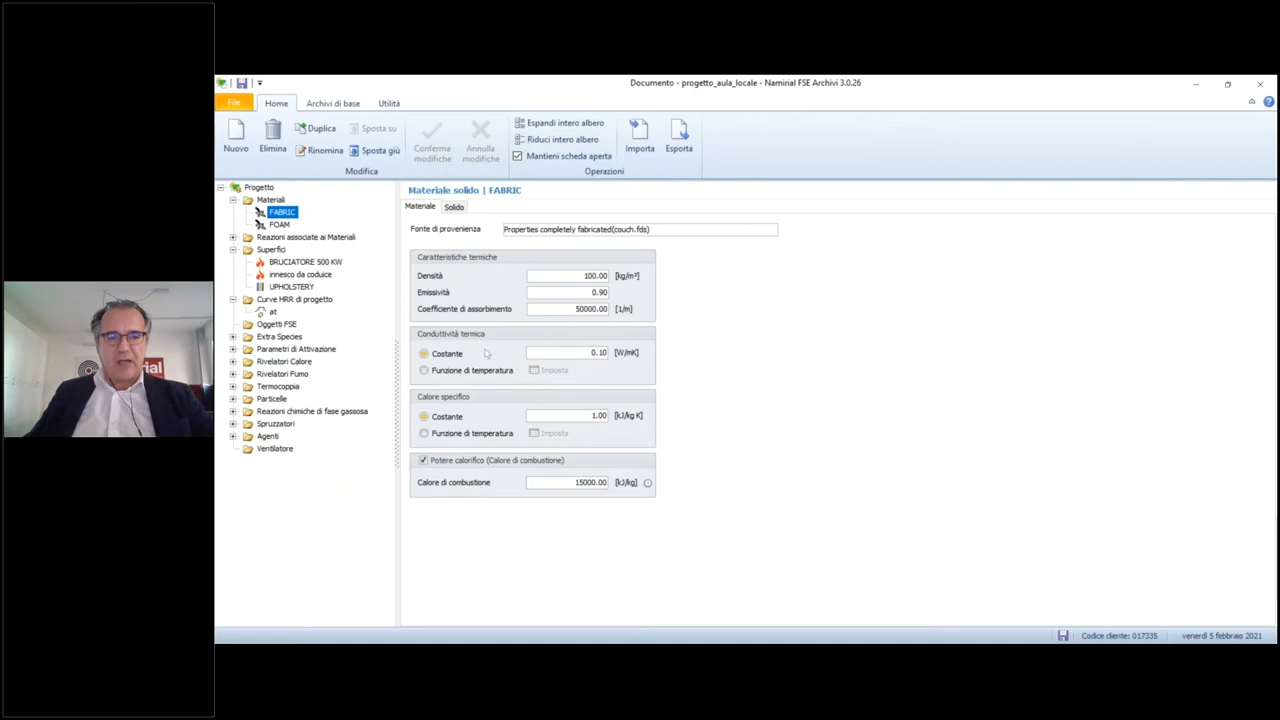 Documento - progetto_aula_locale - Namirial FSE Archivi 3.0.26
File Home Archivi di base Utilità
Nuovo
Elimina
Duplica
Rinomina
Sposta su
Sposta giù
Conferma modifiche
Annulla modifiche
Modifica
Espandi intero albero
Riduci intero albero
Mantieni scheda aperta
Importa
Esporta
Operazioni
Progetto
Materiali
FABRIC
FOAM
Reazioni associate ai Materiali
Superfici
BRUCIATORE 500 KW
innesco da coduice
UPHOLSTERY
Curve HRR di progetto
at
Oggetti FSE
Extra Species
Parametri di Attivazione
Rivelatori Calore
Rivelatori Fumo
Termocoppia
Particelle
Reazioni chimiche di fase gassosa
Spruzzatori
Agenti
Ventilatore
Materiale solido | FABRIC
Materiale Solido
Fonte di provenienza Properties completely fabricated(couch.fds)
Caratteristiche termiche
Densità 100.00 [kg/m³]
Emissività 0.90
Coefficiente di assorbimento 50000.00 [1/m]
Conduttività termica
Costante 0.10 [W/mK]
Funzione di temperatura Imposta
Calore specifico
Costante 1.00 [kJ/kg K]
Funzione di temperatura Imposta
Potere calorifico (Calore di combustione)
Calore di combustione 15000.00 [kJ/kg]
Codice cliente: 017335 venerdì 5 febbraio 2021